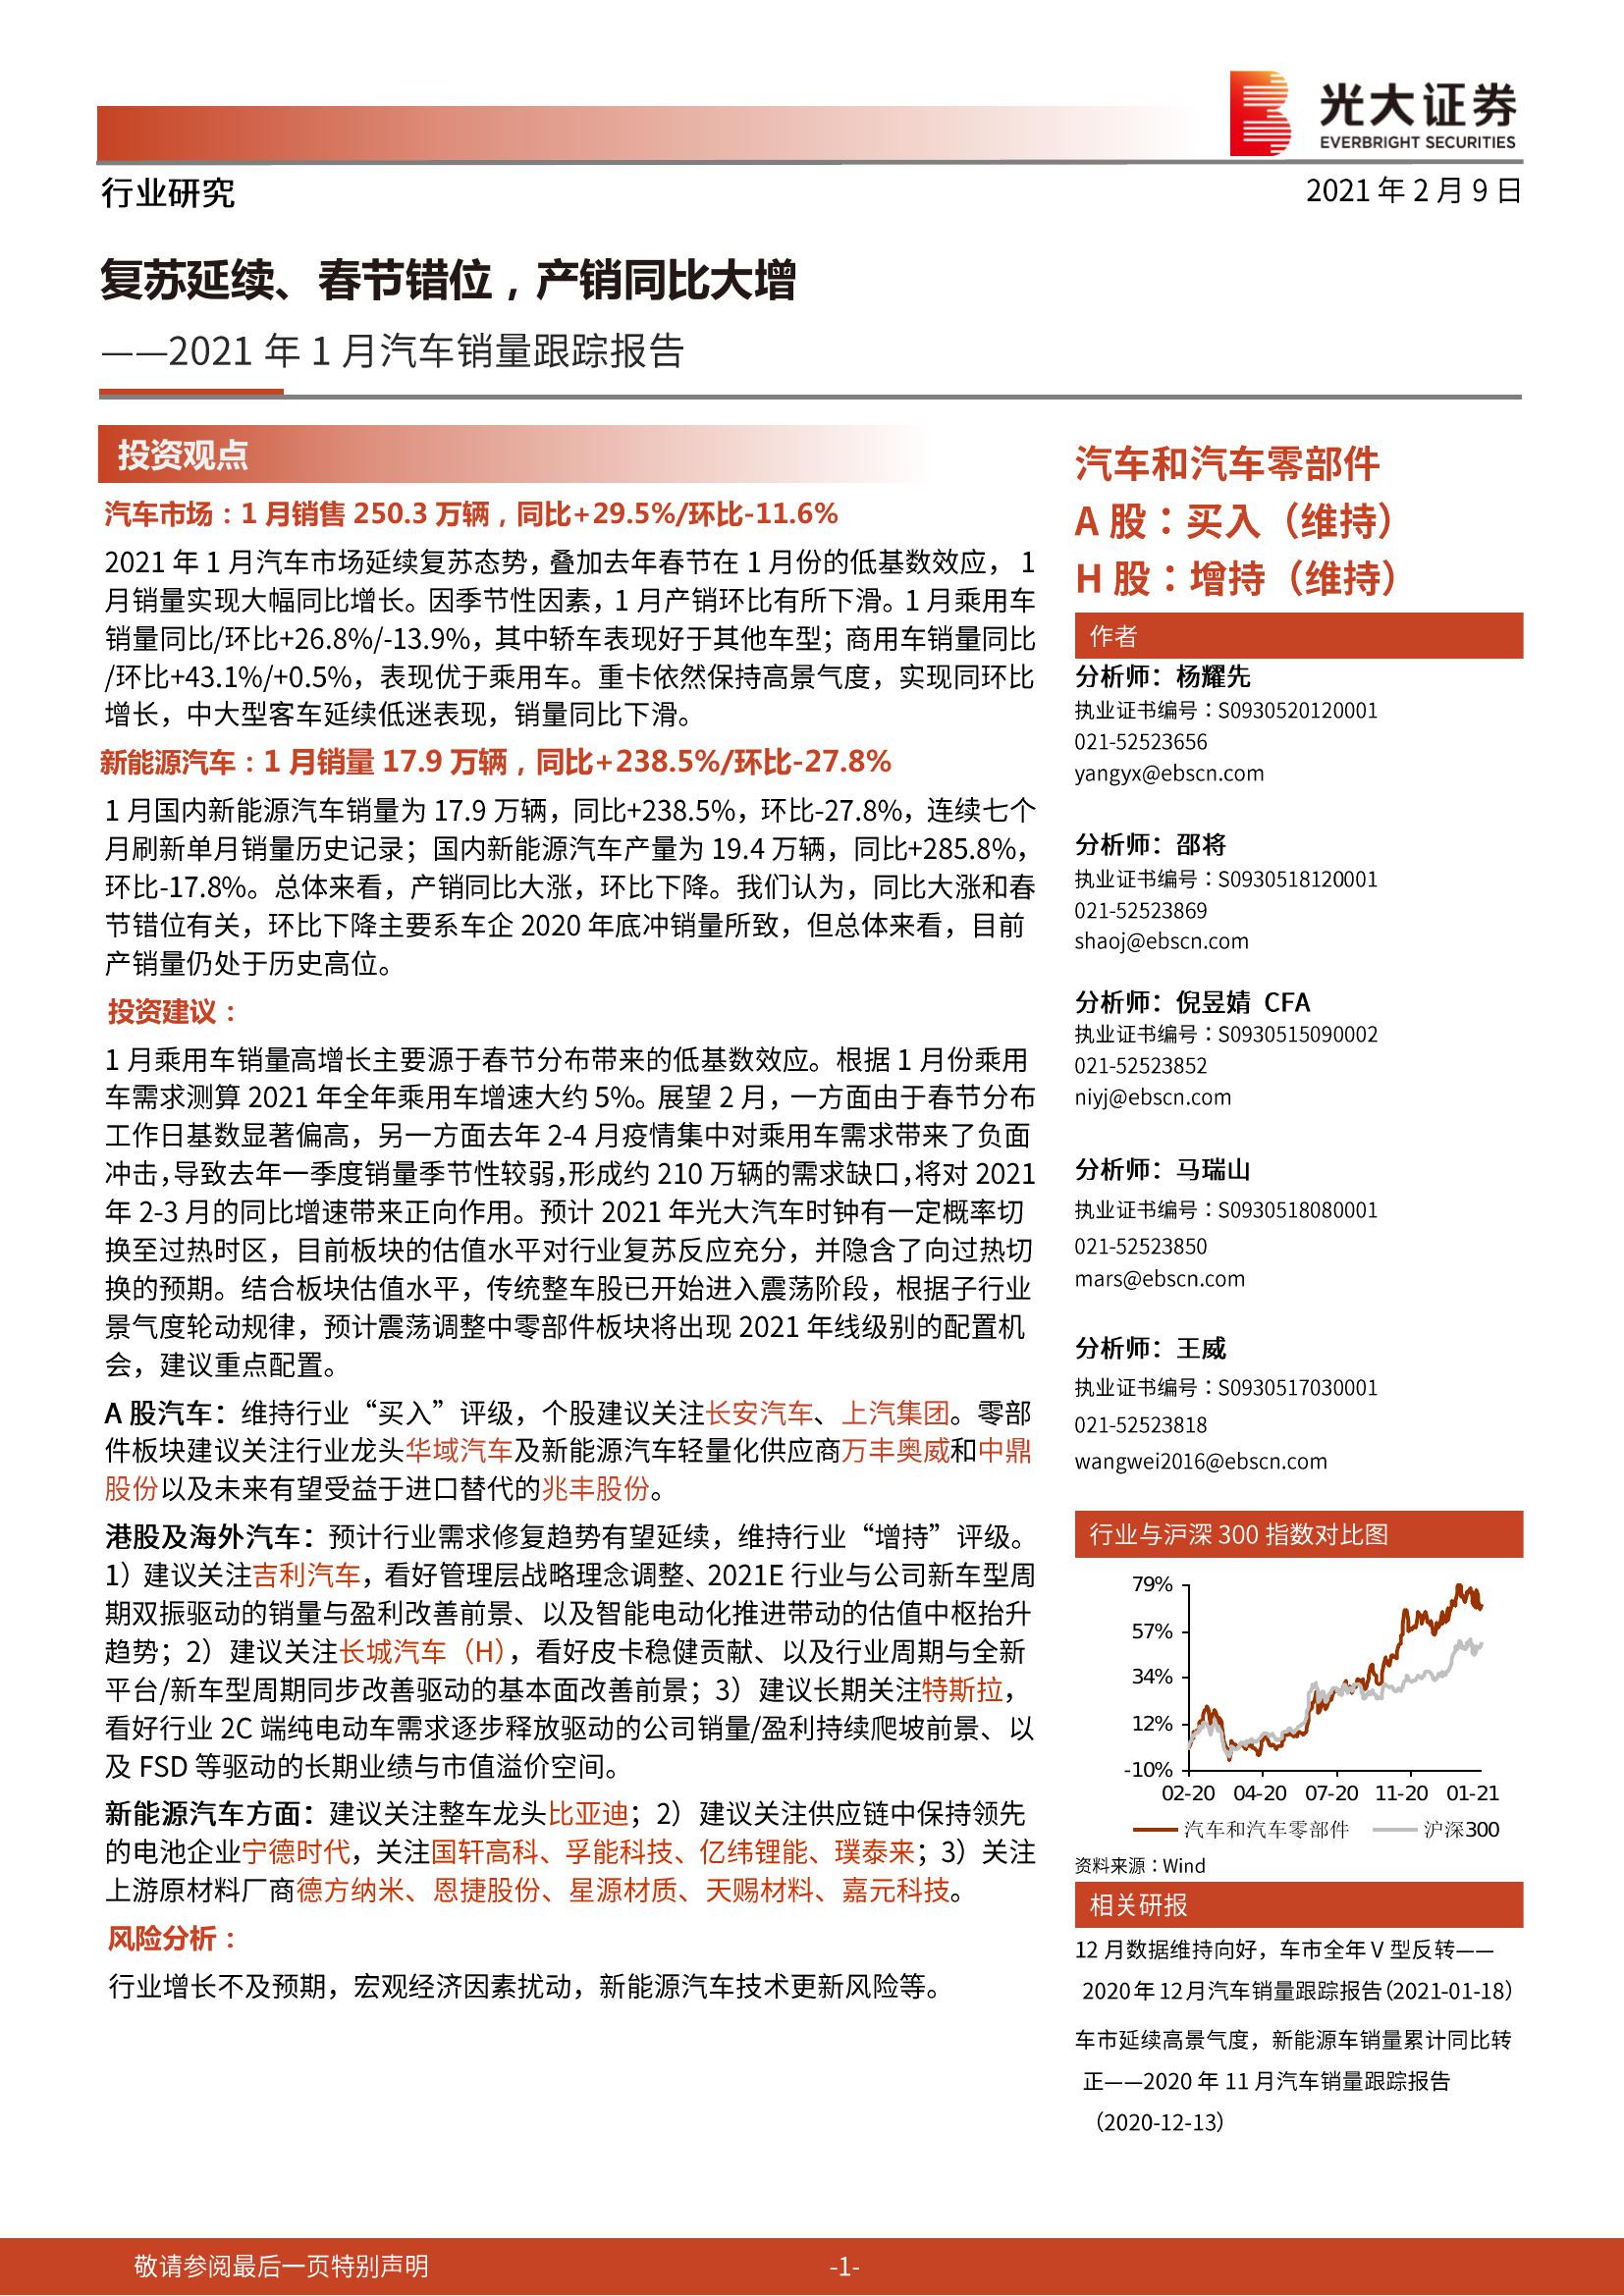 光大证券
EVERBRIGHT SECURITIES
行业研究
2021 年 2 月 9 日
复苏延续、春节错位，产销同比大增
——2021 年 1 月汽车销量跟踪报告
投资观点
汽车市场：1 月销售 250.3 万辆，同比+29.5%/环比-11.6%
2021 年 1 月汽车市场延续复苏态势，叠加去年春节在 1 月份的低基数效应， 1
月销量实现大幅同比增长。因季节性因素，1 月产销环比有所下滑。1 月乘用车
销量同比/环比+26.8%/-13.9%，其中轿车表现好于其他车型；商用车销量同比
/环比+43.1%/+0.5%，表现优于乘用车。重卡依然保持高景气度，实现同环比
增长，中大型客车延续低迷表现，销量同比下滑。
新能源汽车：1 月销量 17.9 万辆，同比+238.5%/环比-27.8%
1 月国内新能源汽车销量为 17.9 万辆，同比+238.5%，环比-27.8%，连续七个
月刷新单月销量历史记录；国内新能源汽车产量为 19.4 万辆，同比+285.8%，
环比-17.8%。总体来看，产销同比大涨，环比下降。我们认为，同比大涨和春
节错位有关，环比下降主要系车企 2020 年底冲销量所致，但总体来看，目前
产销量仍处于历史高位。
投资建议：
1 月乘用车销量高增长主要源于春节分布带来的低基数效应。根据 1 月份乘用
车需求测算 2021 年全年乘用车增速大约 5%。展望 2 月，一方面由于春节分布
工作日基数显著偏高，另一方面去年 2-4 月疫情集中对乘用车需求带来了负面
冲击，导致去年一季度销量季节性较弱，形成约 210 万辆的需求缺口，将对 2021
年 2-3 月的同比增速带来正向作用。预计 2021 年光大汽车时钟有一定概率切
换至过热时区，目前板块的估值水平对行业复苏反应充分，并隐含了向过热切
换的预期。结合板块估值水平，传统整车股已开始进入震荡阶段，根据子行业
景气度轮动规律，预计震荡调整中零部件板块将出现 2021 年线级别的配置机
会，建议重点配置。
A 股汽车：维持行业“买入”评级，个股建议关注长安汽车、上汽集团。零部
件板块建议关注行业龙头华域汽车及新能源汽车轻量化供应商万丰奥威和中鼎
股份以及未来有望受益于进口替代的兆丰股份。
港股及海外汽车：预计行业需求修复趋势有望延续，维持行业“增持”评级。
1）建议关注吉利汽车，看好管理层战略理念调整、2021E 行业与公司新车型周
期双振驱动的销量与盈利改善前景、以及智能电动化推进带动的估值中枢抬升
趋势；2）建议关注长城汽车（H），看好皮卡稳健贡献、以及行业周期与全新
平台/新车型周期同步改善驱动的基本面改善前景；3）建议长期关注特斯拉，
看好行业 2C 端纯电动车需求逐步释放驱动的公司销量/盈利持续爬坡前景、以
及 FSD 等驱动的长期业绩与市值溢价空间。
新能源汽车方面：建议关注整车龙头比亚迪；2）建议关注供应链中保持领先
的电池企业宁德时代，关注国轩高科、孚能科技、亿纬锂能、璞泰来；3）关注
上游原材料厂商德方纳米、恩捷股份、星源材质、天赐材料、嘉元科技。
风险分析：
行业增长不及预期，宏观经济因素扰动，新能源汽车技术更新风险等。
汽车和汽车零部件
A 股：买入（维持）
H 股：增持（维持）
作者
分析师：杨耀先
执业证书编号：S0930520120001
021-52523656
yangyx@ebscn.com
分析师：邵将
执业证书编号：S0930518120001
021-52523869
shaoj@ebscn.com
分析师：倪昱婧 CFA
执业证书编号：S0930515090002
021-52523852
niyj@ebscn.com
分析师：马瑞山
执业证书编号：S0930518080001
021-52523850
mars@ebscn.com
分析师：王威
执业证书编号：S0930517030001
021-52523818
wangwei2016@ebscn.com
行业与沪深 300 指数对比图
79%
57%
34%
12%
-10%
02-20 04-20 07-20 11-20 01-21
汽车和汽车零部件 沪深300
资料来源：Wind
相关研报
12 月数据维持向好，车市全年 V 型反转——
2020 年 12 月汽车销量跟踪报告（2021-01-18）
车市延续高景气度，新能源车销量累计同比转
正——2020 年 11 月汽车销量跟踪报告
（2020-12-13）
敬请参阅最后一页特别声明 -1-